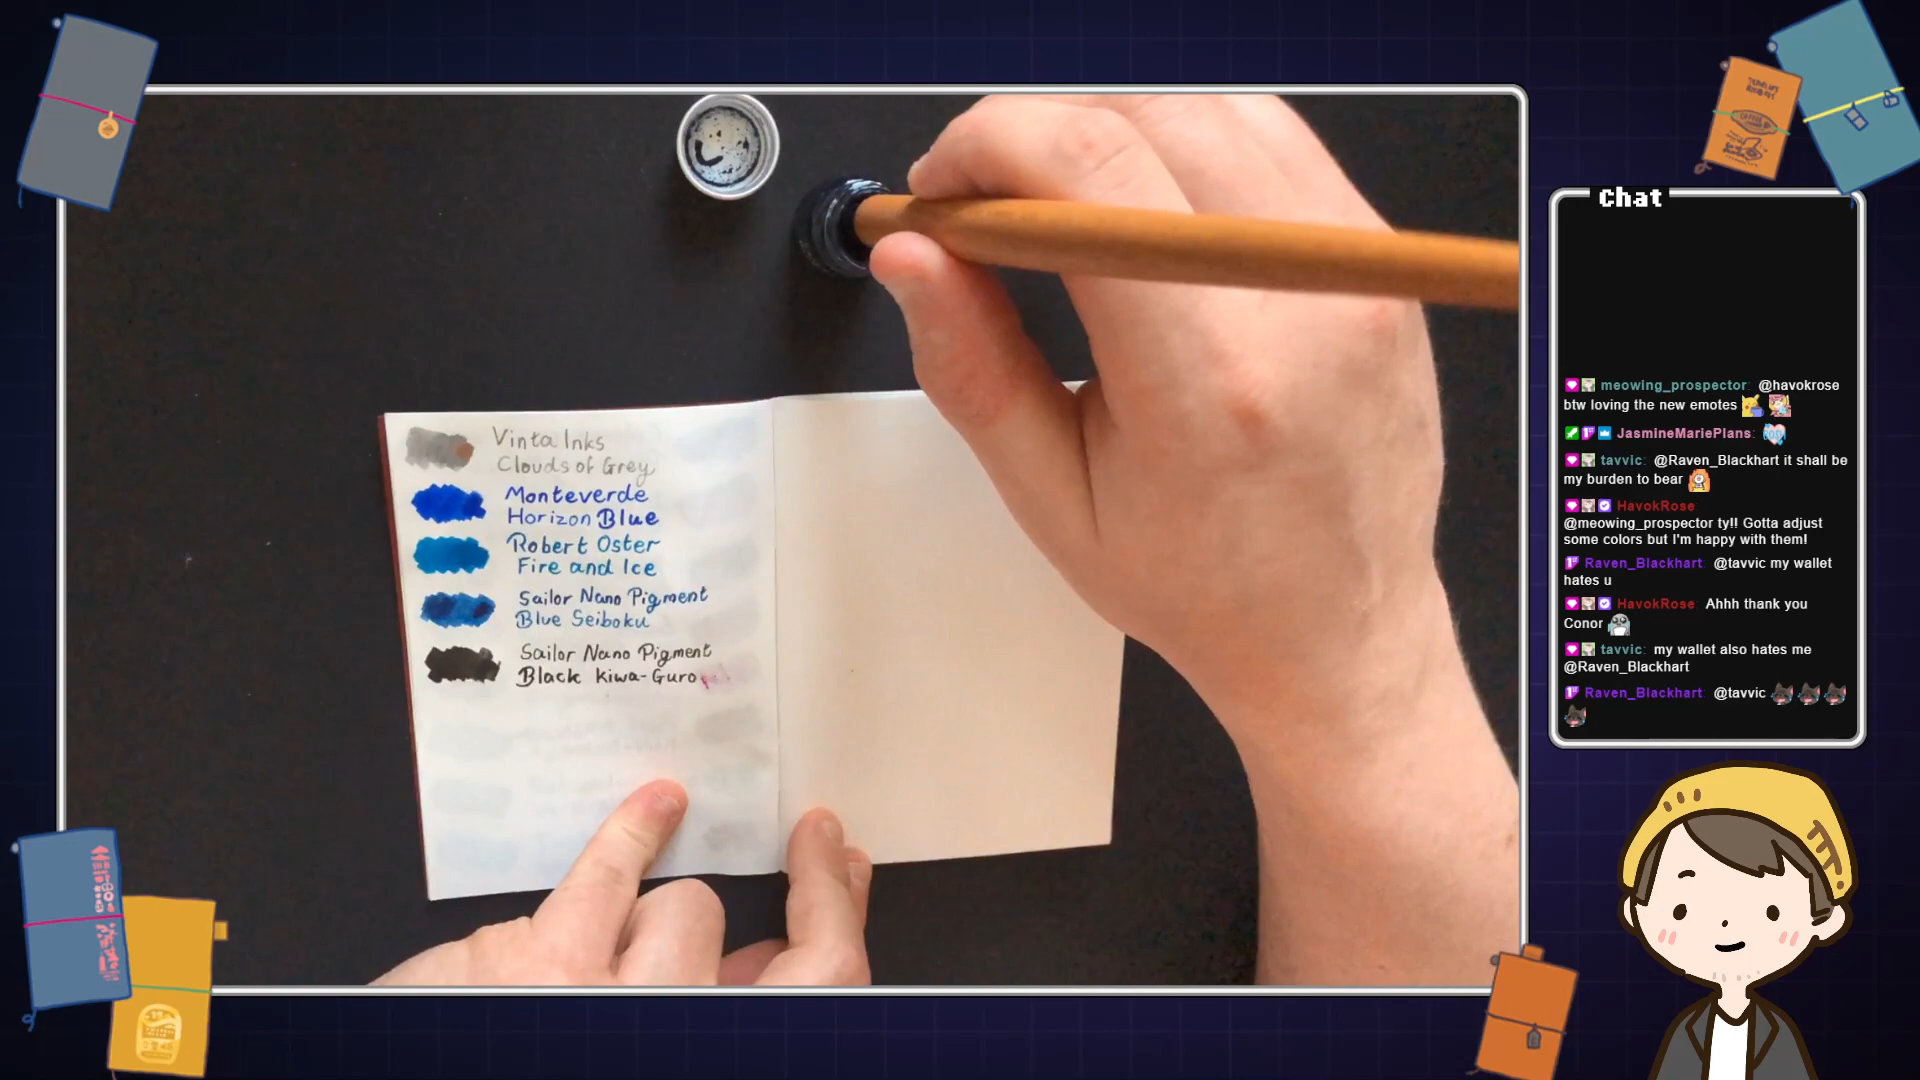 Vinta Inks
Clouds of Grey
Monteverde
Horizon Blue
Robert Oster
Fire and Ice
Sailor Nano Pigment
Blue Seiboku
Sailor Nano Pigment
Black Kiwa-Guro
chat
meowing_prospector: @havokrose
btw loving the new emotes
JasmineMariePlans:
tavvic: @Raven_Blackhart it shall be
my burden to bear
HavokRose
@meowing_prospector ty!! Gotta adjust
some colors but I'm happy with them!
Raven_Blackhart: @tavvic my wallet
hates u
HavokRose: Ahhh thank you
Conor
tavvic: my wallet also hates me
@Raven_Blackhart
Raven_Blackhart: @tavvic